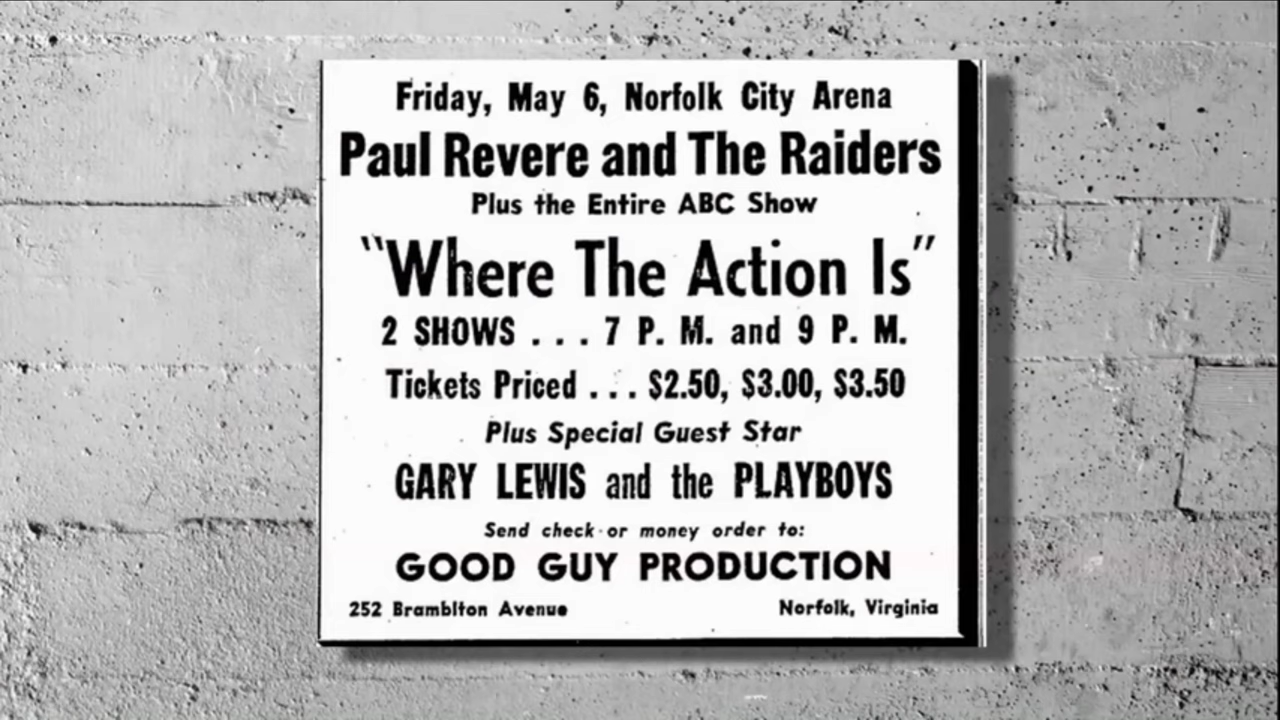 Friday, May 6, Norfolk City Arena
Paul Revere and The Raiders
Plus the Entire ABC Show
"Where The Action Is"
2 SHOWS . . . 7 P. M. and 9 P. M.
Tickets Priced . . . $2.50, $3.00, $3.50
Plus Special Guest Star
GARY LEWIS and the PLAYBOYS
Send check or money order to:
GOOD GUY PRODUCTION
252 Bramblton Avenue Norfolk, Virginia